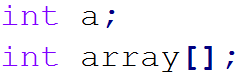 int a;
int array[];